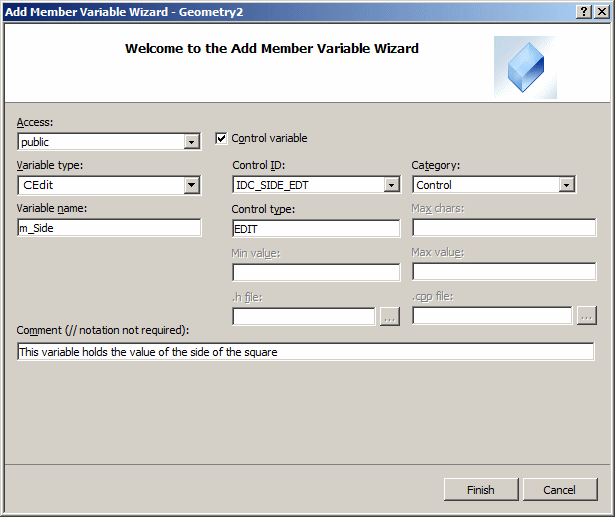 Add Member Variable Wizard - Geometry2
Welcome to the Add Member Variable Wizard
Access:
public
Control variable
Variable type:
Control ID:
Category:
CEdit
IDC_SIDE_EDT
Control
Variable name:
Control type:
Max chars:
m_Side
EDIT
Min value:
Max value:
.h file:
.cpp file:
...
...
Comment (// notation not required):
This variable holds the value of the side of the square
Finish
Cancel